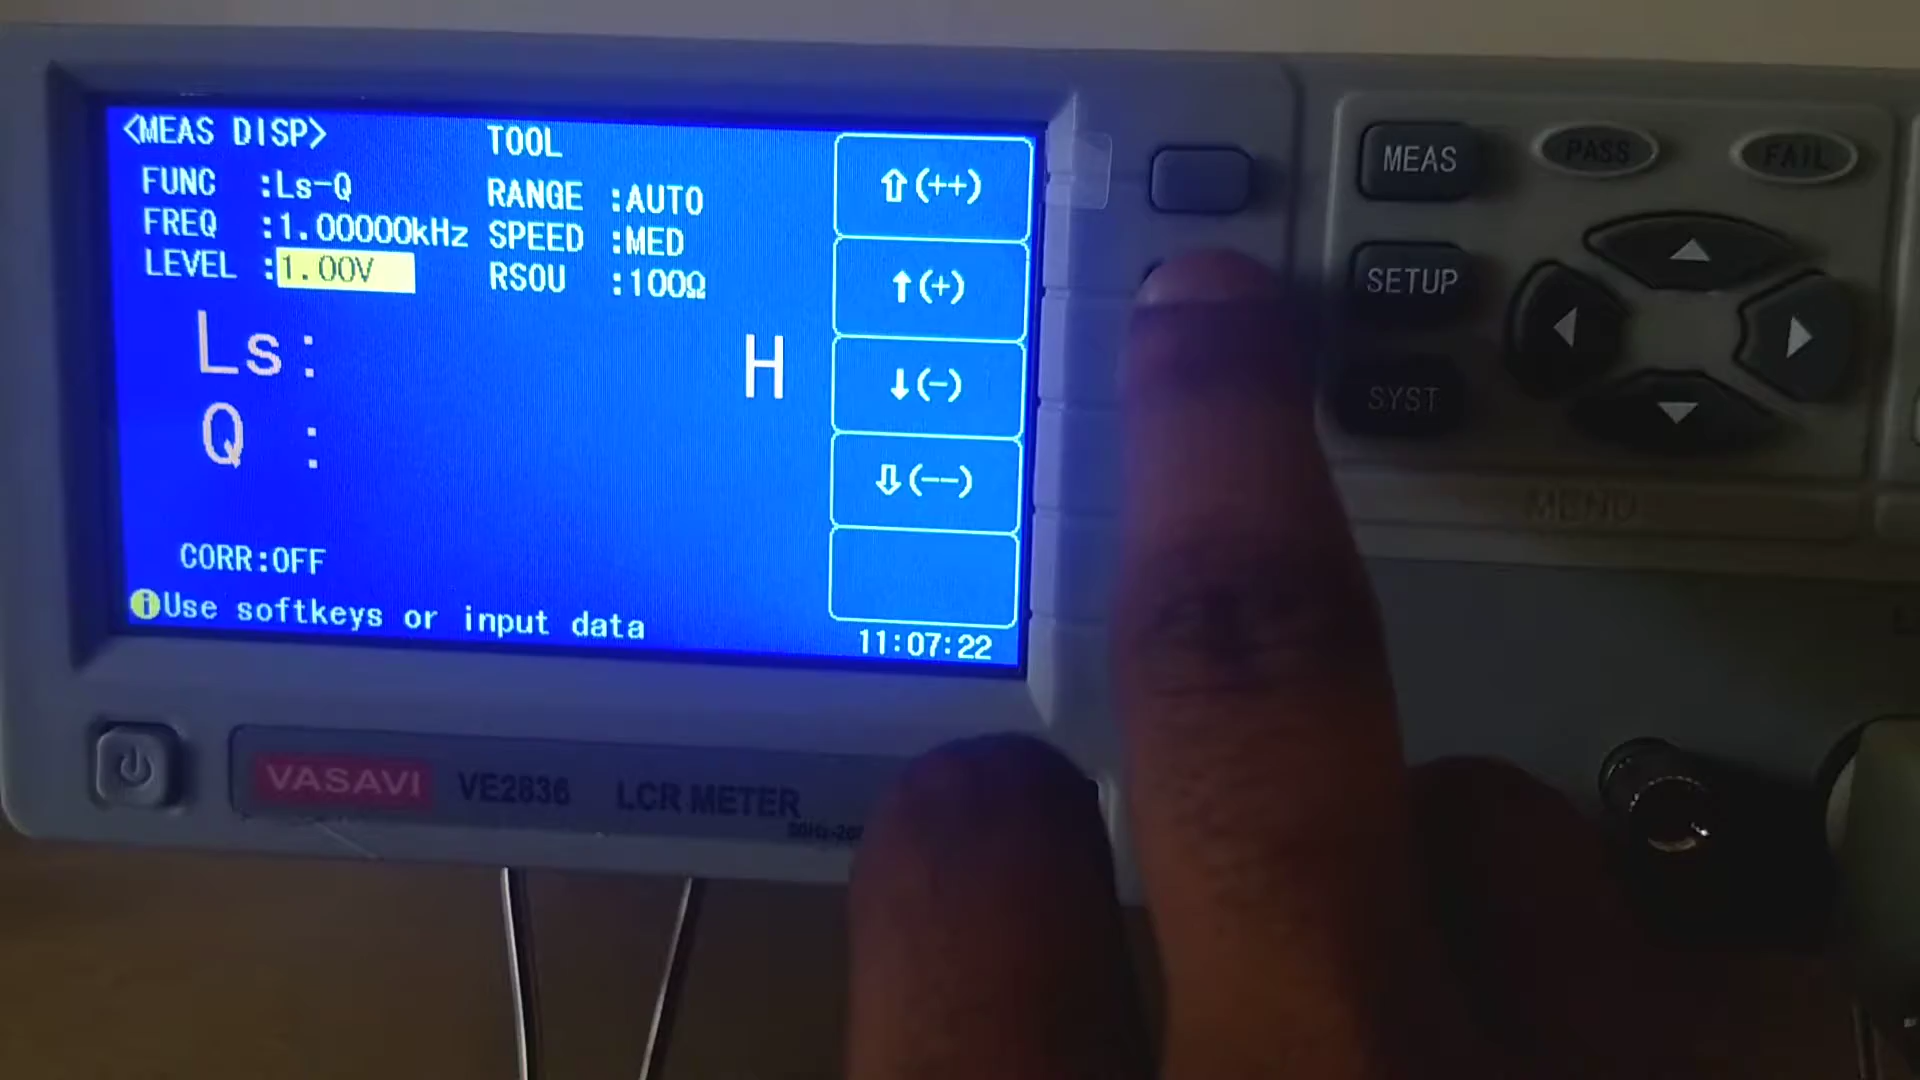 <MEAS DISP>
TOOL
FUNC :Ls-Q
RANGE :AUTO
FREQ :1.00000kHz
SPEED :MED
LEVEL :1.00V
RSOU :100Ω
Ls: H
Q :
CORR:OFF
Use softkeys or input data
11:07:22
⇧(++)
↑(+)
↓(-)
⇩(--)
MEAS
PASS
FAIL
SETUP
SYST
MENU
VASAVI VE2836 LCR METER